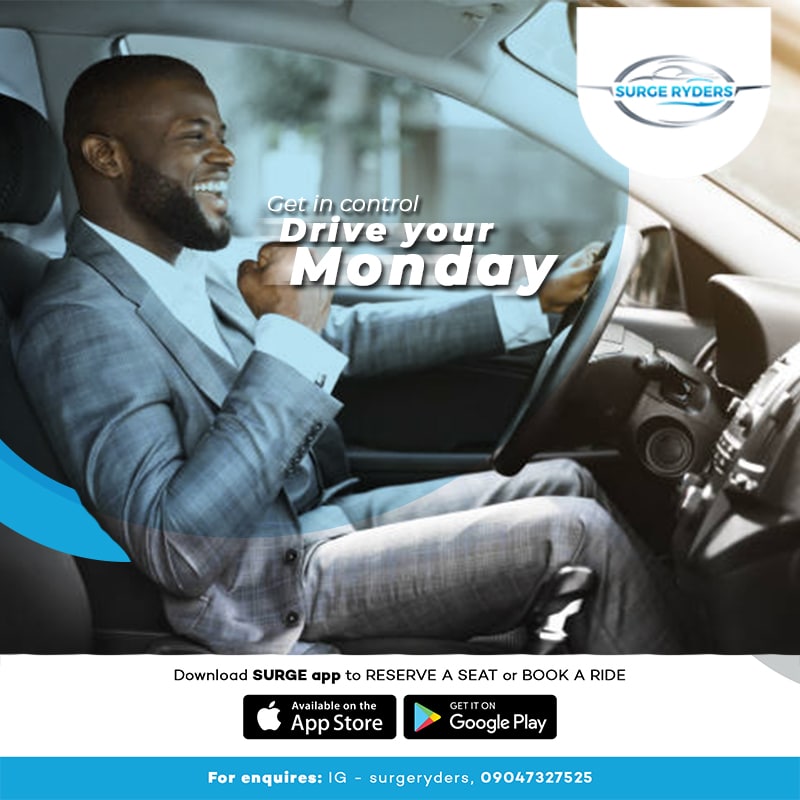 SURGE RYDERS
Get in control
Drive your
Monday
Download SURGE app to RESERVE A SEAT or BOOK A RIDE
Available on the
App Store
GET IT ON
Google Play
For enquires: IG - surgeryders, 09047327525